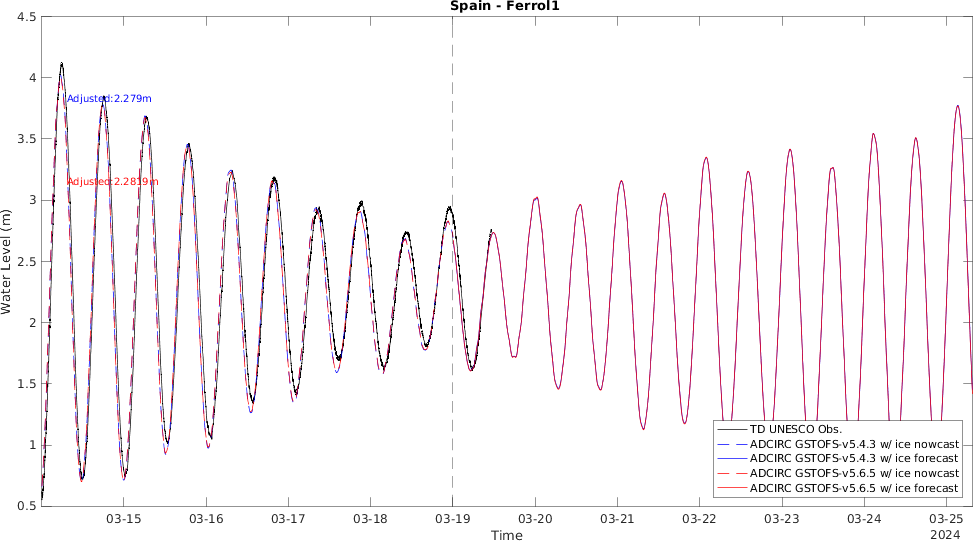 Spain - Ferrol1
4.5
4
3.5
3
2.5
2
1.5
1
0.5
Water Level (m)
Adjusted:2.279m
Adjusted:2.2819m
TD UNESCO Obs.
ADCIRC GSTOFS-v5.4.3 w/ ice nowcast
ADCIRC GSTOFS-v5.4.3 w/ ice forecast
ADCIRC GSTOFS-v5.6.5 w/ ice nowcast
ADCIRC GSTOFS-v5.6.5 w/ ice forecast
03-15 03-16 03-17 03-18 03-19 03-20 03-21 03-22 03-23 03-24 03-25
2024
Time